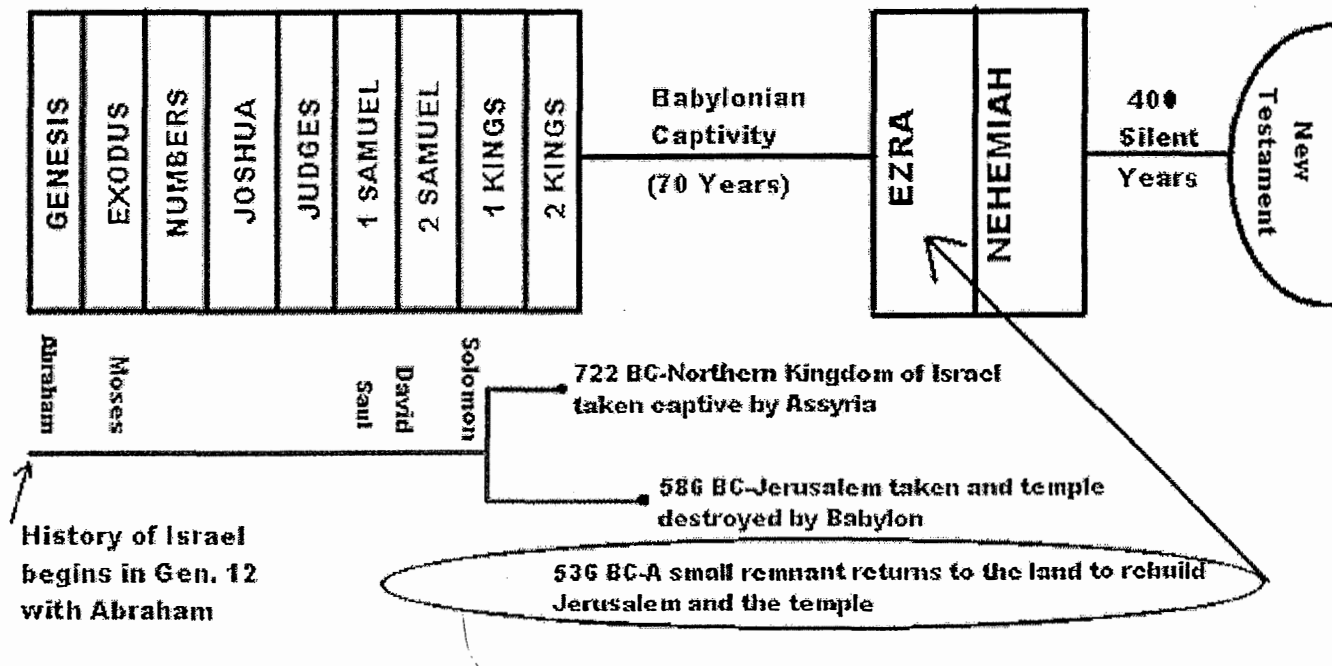 GENESIS
EXODUS
NUMBERS
JOSHUA
JUDGES
1 SAMUEL
2 SAMUEL
1 KINGS
2 KINGS
Babylonian
Captivity
(70 Years)
EZRA
NEHEMIAH
400
Silent
Years
New
Testament
Abraham
Moses
Saul
David
Solomon
722 BC-Northern Kingdom of Israel
taken captive by Assyria
586 BC-Jerusalem taken and temple
destroyed by Babylon
History of Israel
begins in Gen. 12
with Abraham
536 BC-A small remnant returns to the land to rebuild
Jerusalem and the temple